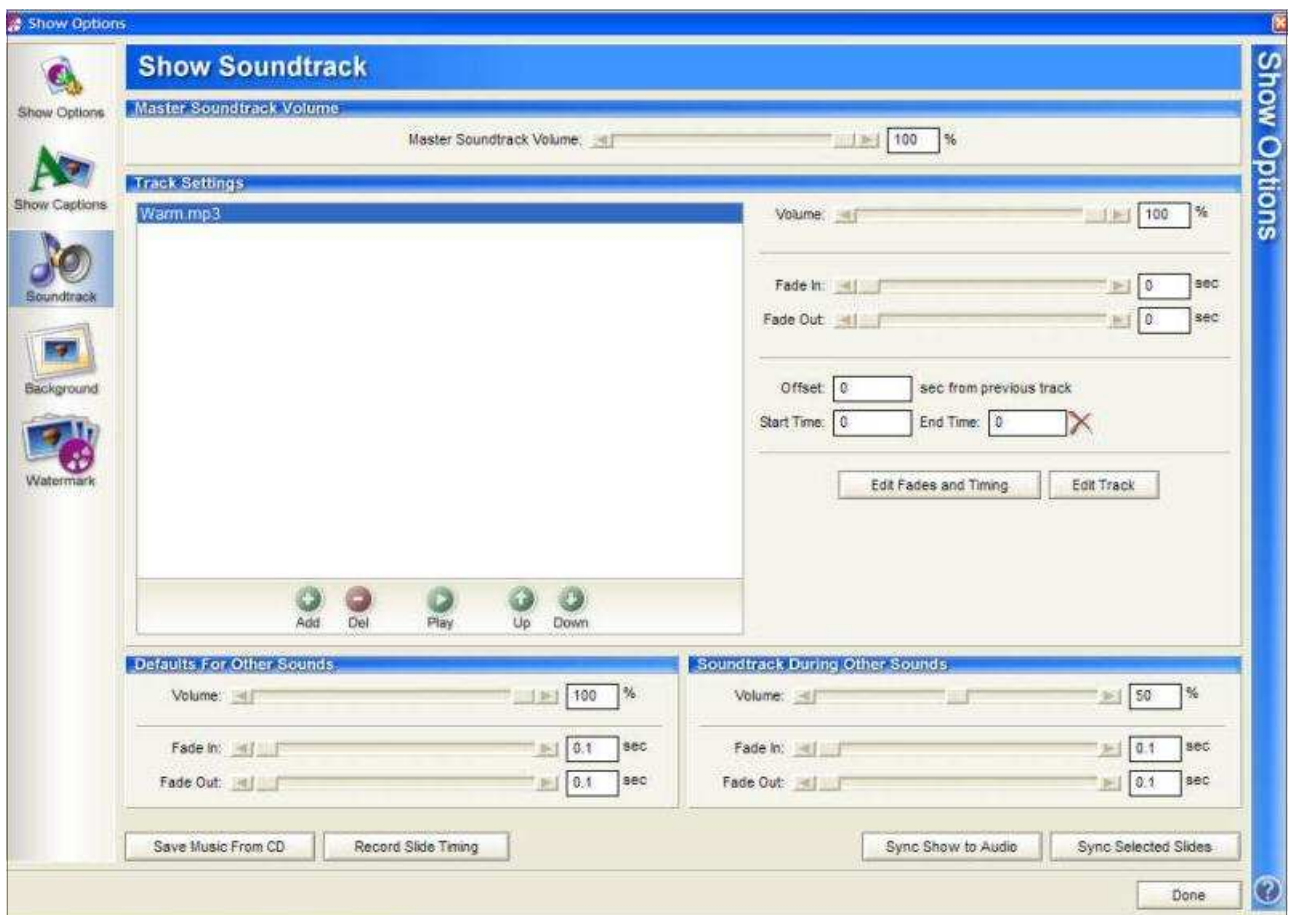 Show Options
Show Options
Show Captions
Soundtrack
Background
Watermark
Show Soundtrack
Master Soundtrack Volume
Master Soundtrack Volume: 100 %
Track Settings
Warm.mp3
Add Del Play Up Down
Volume: 100 %
Fade In: 0 sec
Fade Out: 0 sec
Offset: 0 sec from previous track
Start Time: 0 End Time: 0
Edit Fades and Timing Edit Track
Defaults For Other Sounds
Volume: 100 %
Fade In: 0.1 sec
Fade Out: 0.1 sec
Soundtrack During Other Sounds
Volume: 50 %
Fade In: 0.1 sec
Fade Out: 0.1 sec
Save Music From CD Record Slide Timing Sync Show to Audio Sync Selected Slides
Done
Show Options
?